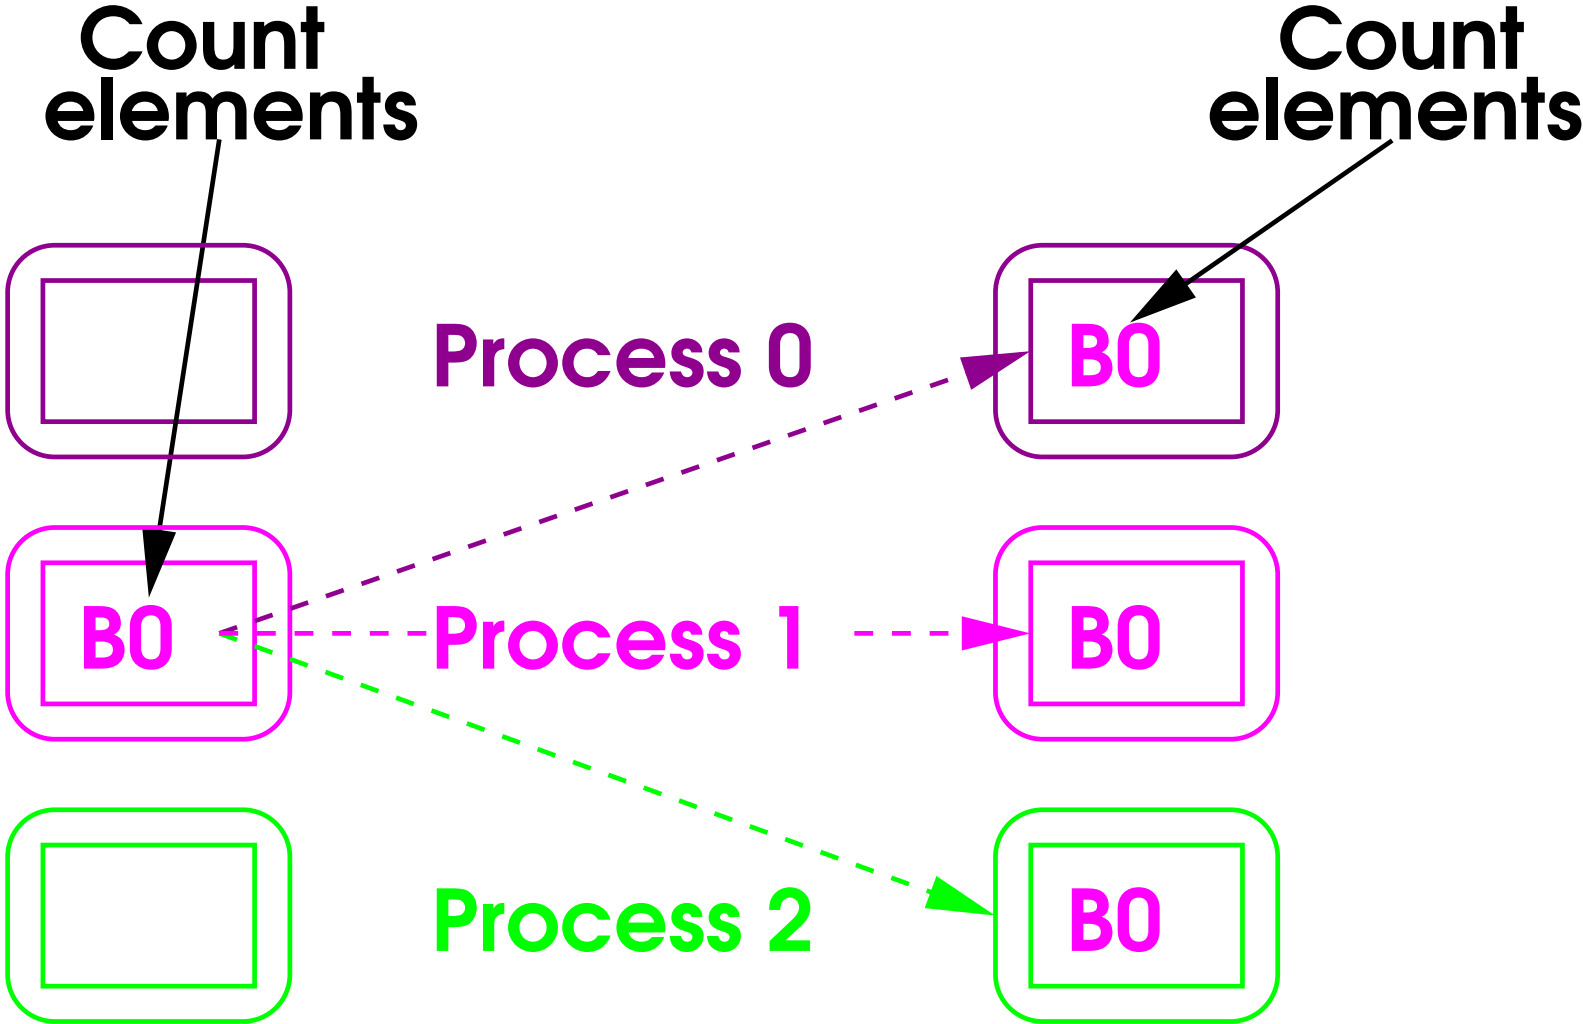 Count
elements
Count
elements
Process 0
B0
B0
Process 1
B0
Process 2
B0